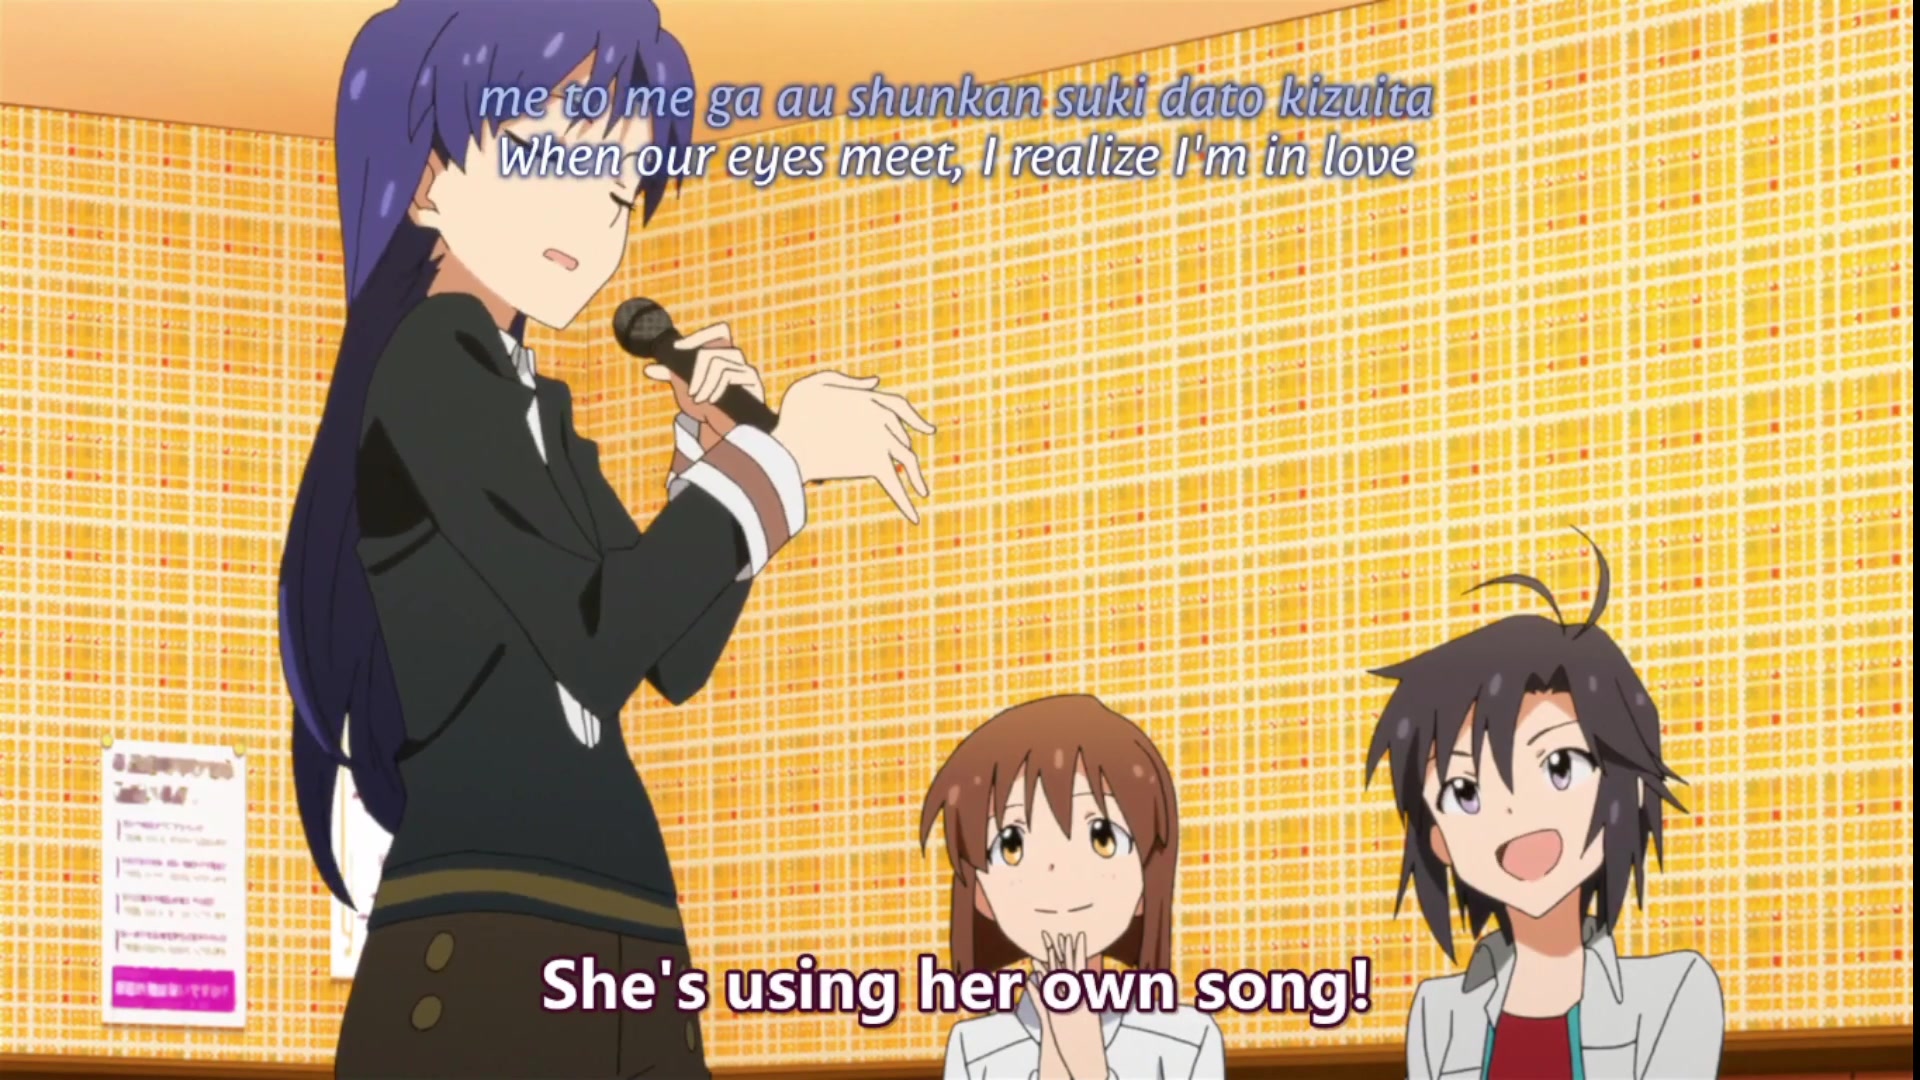 me to me ga au shunkan suki dato kizuita
When our eyes meet, I realize I'm in love
She's using her own song!